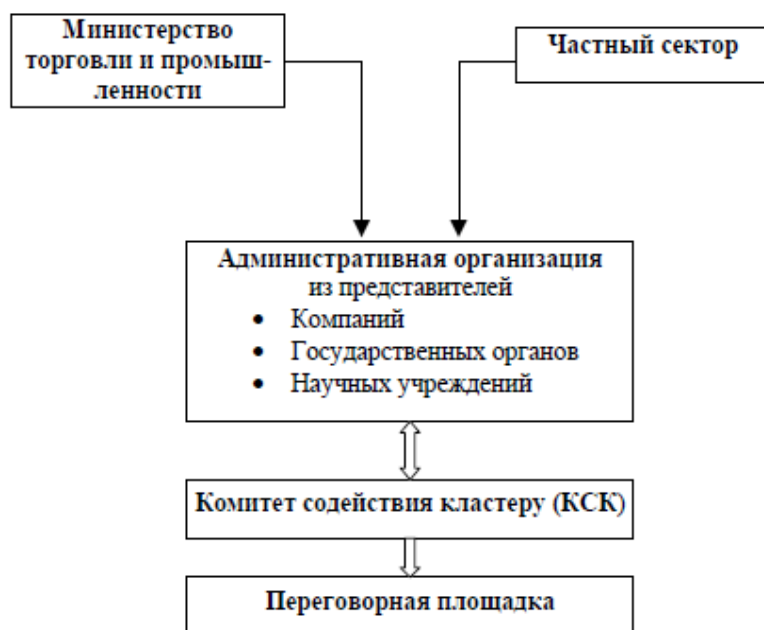 Министерство
торговли и промыш-
ленности
Частный сектор
Административная организация
из представителей
• Компаний
• Государственных органов
• Научных учреждений
Комитет содействия кластеру (КСК)
Переговорная площадка